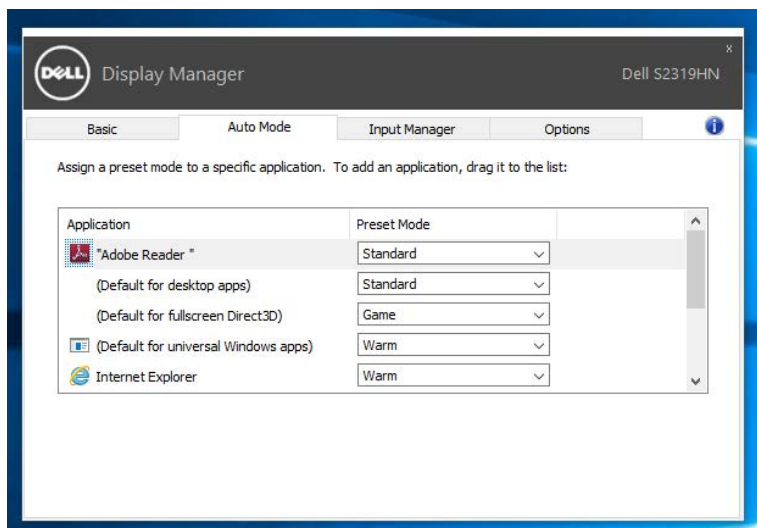 x
DELL Display Manager Dell S2319HN
Basic Auto Mode Input Manager Options
Assign a preset mode to a specific application. To add an application, drag it to the list:
Application Preset Mode
"Adobe Reader " Standard
(Default for desktop apps) Standard
(Default for fullscreen Direct3D) Game
(Default for universal Windows apps) Warm
Internet Explorer Warm